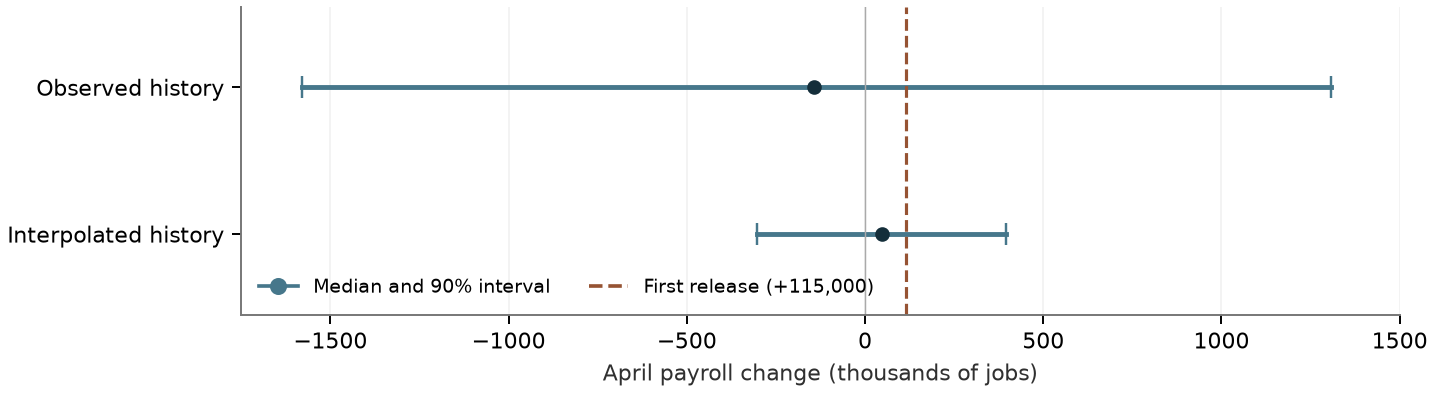 Observed history
Interpolated history
Median and 90% interval
First release (+115,000)
−1500 −1000 −500 0 500 1000 1500
April payroll change (thousands of jobs)